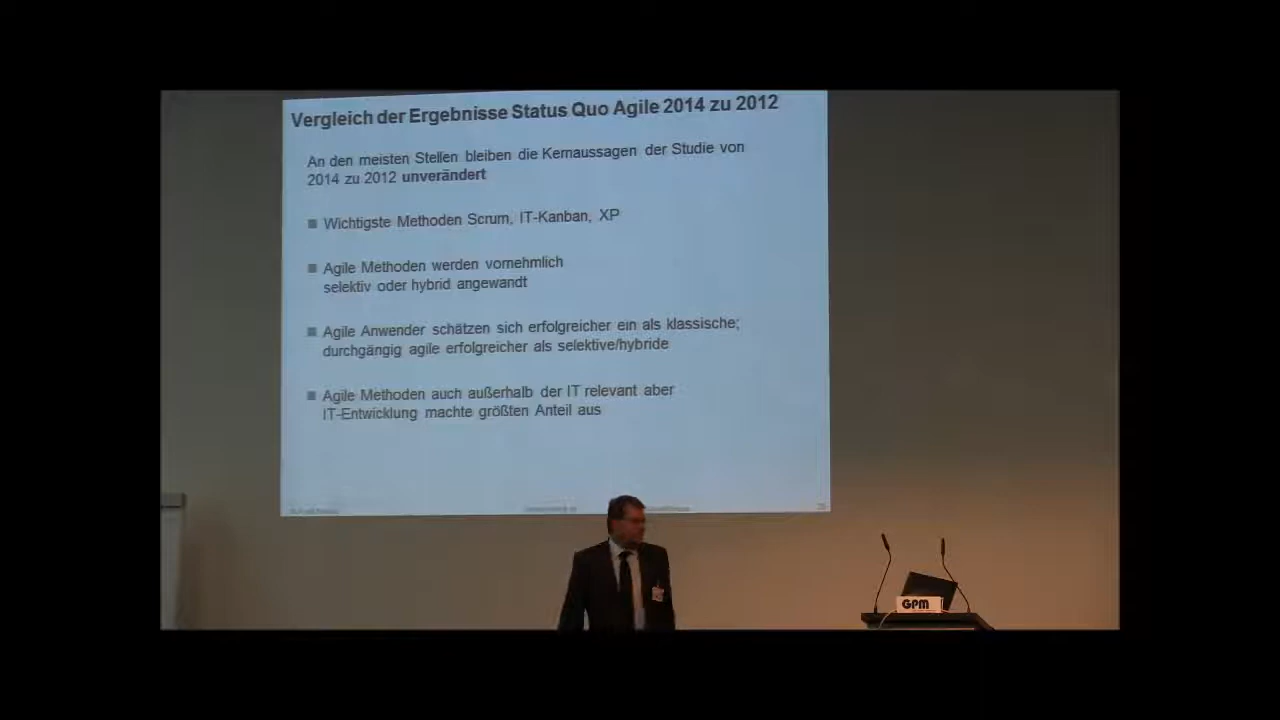 Vergleich der Ergebnisse Status Quo Agile 2014 zu 2012
An den meisten Stellen bleiben die Kernaussagen der Studie von
2014 zu 2012 unverändert
Wichtigste Methoden Scrum, IT-Kanban, XP
Agile Methoden werden vornehmlich
selektiv oder hybrid angewandt
Agile Anwender schätzen sich erfolgreicher ein als klassische;
durchgängig agile erfolgreicher als selektive/hybride
Agile Methoden auch außerhalb der IT relevant aber
IT-Entwicklung machte größten Anteil aus
GPM